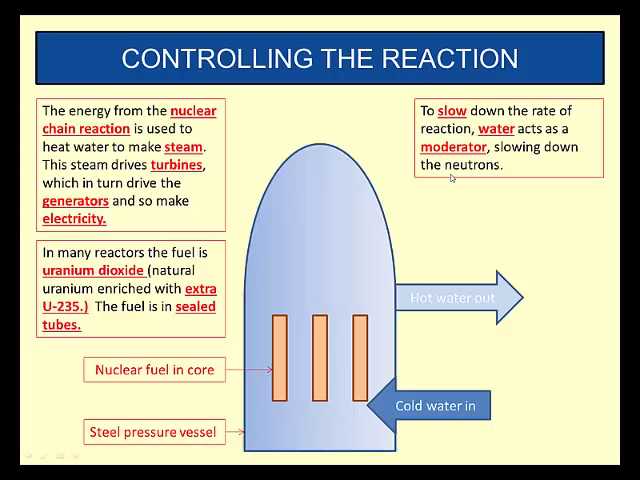 CONTROLLING THE REACTION
The energy from the nuclear
chain reaction is used to
heat water to make steam.
This steam drives turbines,
which in turn drive the
generators and so make
electricity.
To slow down the rate of
reaction, water acts as a
moderator, slowing down
the neutrons.
In many reactors the fuel is
uranium dioxide (natural
uranium enriched with extra
U-235.) The fuel is in sealed
tubes.
Hot water out
Nuclear fuel in core
Cold water in
Steel pressure vessel